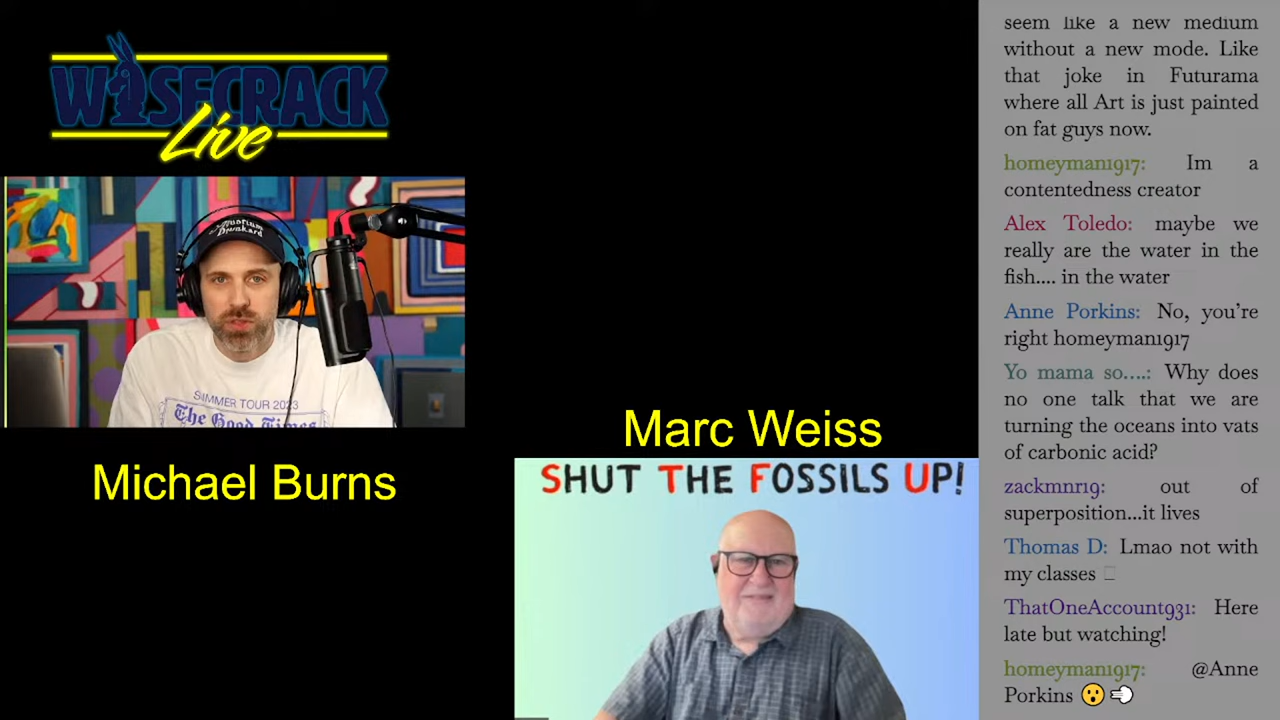 WISECRACK
Live
Aquarium
Drunkard
SUMMER TOUR 2023
The Good Times
Michael Burns
Marc Weiss
SHUT THE FOSSILS UP!
seem like a new medium
without a new mode. Like
that joke in Futurama
where all Art is just painted
on fat guys now.
homeyman1917: Im a
contentedness creator
Alex Toledo: maybe we
really are the water in the
fish.... in the water
Anne Porkins: No, you're
right homeyman1917
Yo mama so....: Why does
no one talk that we are
turning the oceans into vats
of carbonic acid?
zackmnr19: out of
superposition...it lives
Thomas D: Lmao not with
my classes
ThatOneAccount931: Here
late but watching!
homeyman1917: @Anne
Porkins 😮💨